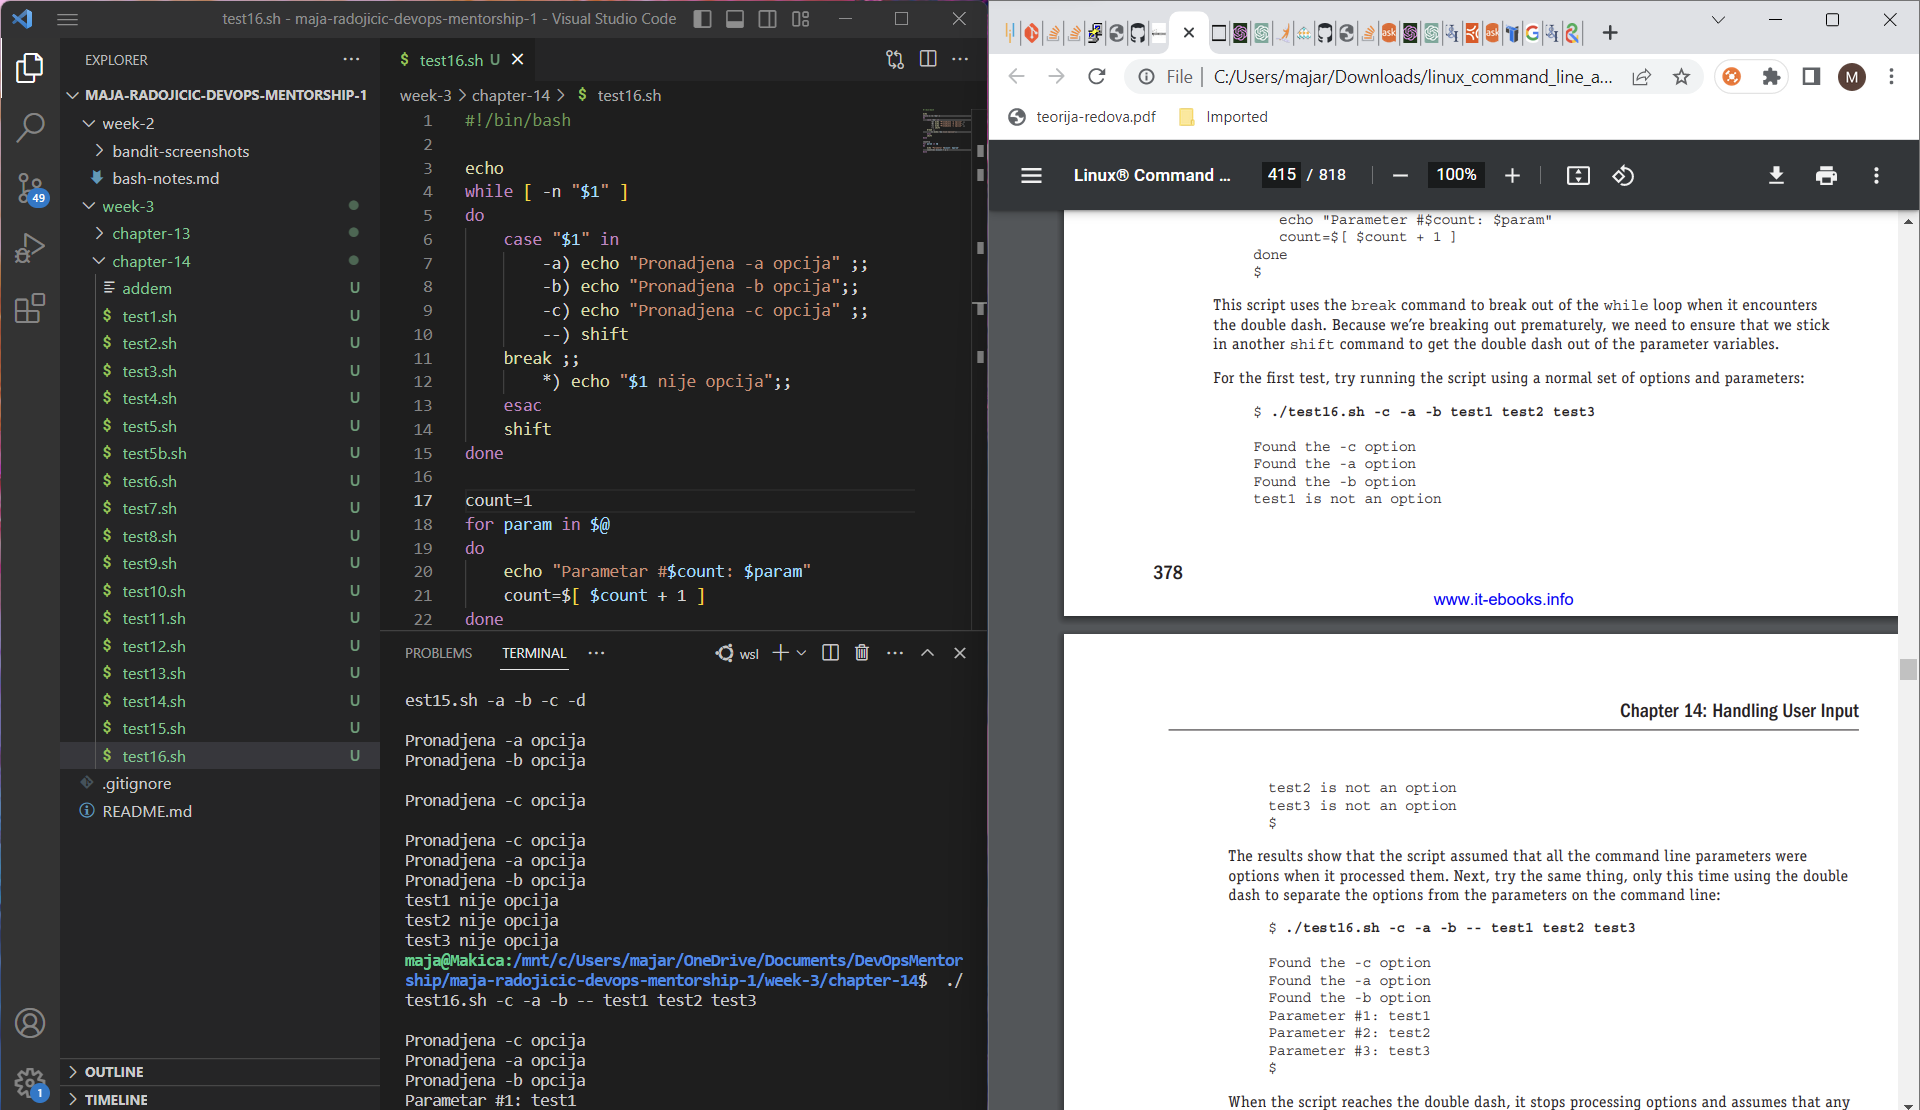 test16.sh - maja-radojicic-devops-mentorship-1 - Visual Studio Code
EXPLORER
MAJA-RADOJICIC-DEVOPS-MENTORSHIP-1
week-2
bandit-screenshots
bash-notes.md
week-3
chapter-13
chapter-14
addem U
test1.sh U
test2.sh U
test3.sh U
test4.sh U
test5.sh U
test5b.sh U
test6.sh U
test7.sh U
test8.sh U
test9.sh U
test10.sh U
test11.sh U
test12.sh U
test13.sh U
test14.sh U
test15.sh U
test16.sh U
.gitignore
README.md
OUTLINE
TIMELINE
49
1
$ test16.sh U
week-3 > chapter-14 > $ test16.sh
1 #!/bin/bash
2
3 echo
4 while [ -n "$1" ]
5 do
6 case "$1" in
7 -a) echo "Pronadjena -a opcija" ;;
8 -b) echo "Pronadjena -b opcija";;
9 -c) echo "Pronadjena -c opcija" ;;
10 --) shift
11 break ;;
12 *) echo "$1 nije opcija";;
13 esac
14 shift
15 done
16
17 count=1
18 for param in $@
19 do
20 echo "Parametar #$count: $param"
21 count=$[ $count + 1 ]
22 done
PROBLEMS TERMINAL wsl
est15.sh -a -b -c -d
Pronadjena -a opcija
Pronadjena -b opcija
Pronadjena -c opcija
Pronadjena -c opcija
Pronadjena -a opcija
Pronadjena -b opcija
test1 nije opcija
test2 nije opcija
test3 nije opcija
maja@Makica:/mnt/c/Users/majar/OneDrive/Documents/DevOpsMentor
ship/maja-radojicic-devops-mentorship-1/week-3/chapter-14$ ./
test16.sh -c -a -b -- test1 test2 test3
Pronadjena -c opcija
Pronadjena -a opcija
Pronadjena -b opcija
Parametar #1: test1
File | C:/Users/majar/Downloads/linux_command_line_a...
M
teorija-redova.pdf Imported
Linux® Command ... 415 / 818 100%
echo "Parameter #$count: $param"
count=$[ $count + 1 ]
done
$
This script uses the break command to break out of the while loop when it encounters
the double dash. Because we're breaking out prematurely, we need to ensure that we stick
in another shift command to get the double dash out of the parameter variables.
For the first test, try running the script using a normal set of options and parameters:
$ ./test16.sh -c -a -b test1 test2 test3
Found the -c option
Found the -a option
Found the -b option
test1 is not an option
378
www.it-ebooks.info
Chapter 14: Handling User Input
test2 is not an option
test3 is not an option
$
The results show that the script assumed that all the command line parameters were
options when it processed them. Next, try the same thing, only this time using the double
dash to separate the options from the parameters on the command line:
$ ./test16.sh -c -a -b -- test1 test2 test3
Found the -c option
Found the -a option
Found the -b option
Parameter #1: test1
Parameter #2: test2
Parameter #3: test3
$
When the script reaches the double dash, it stops processing options and assumes that any